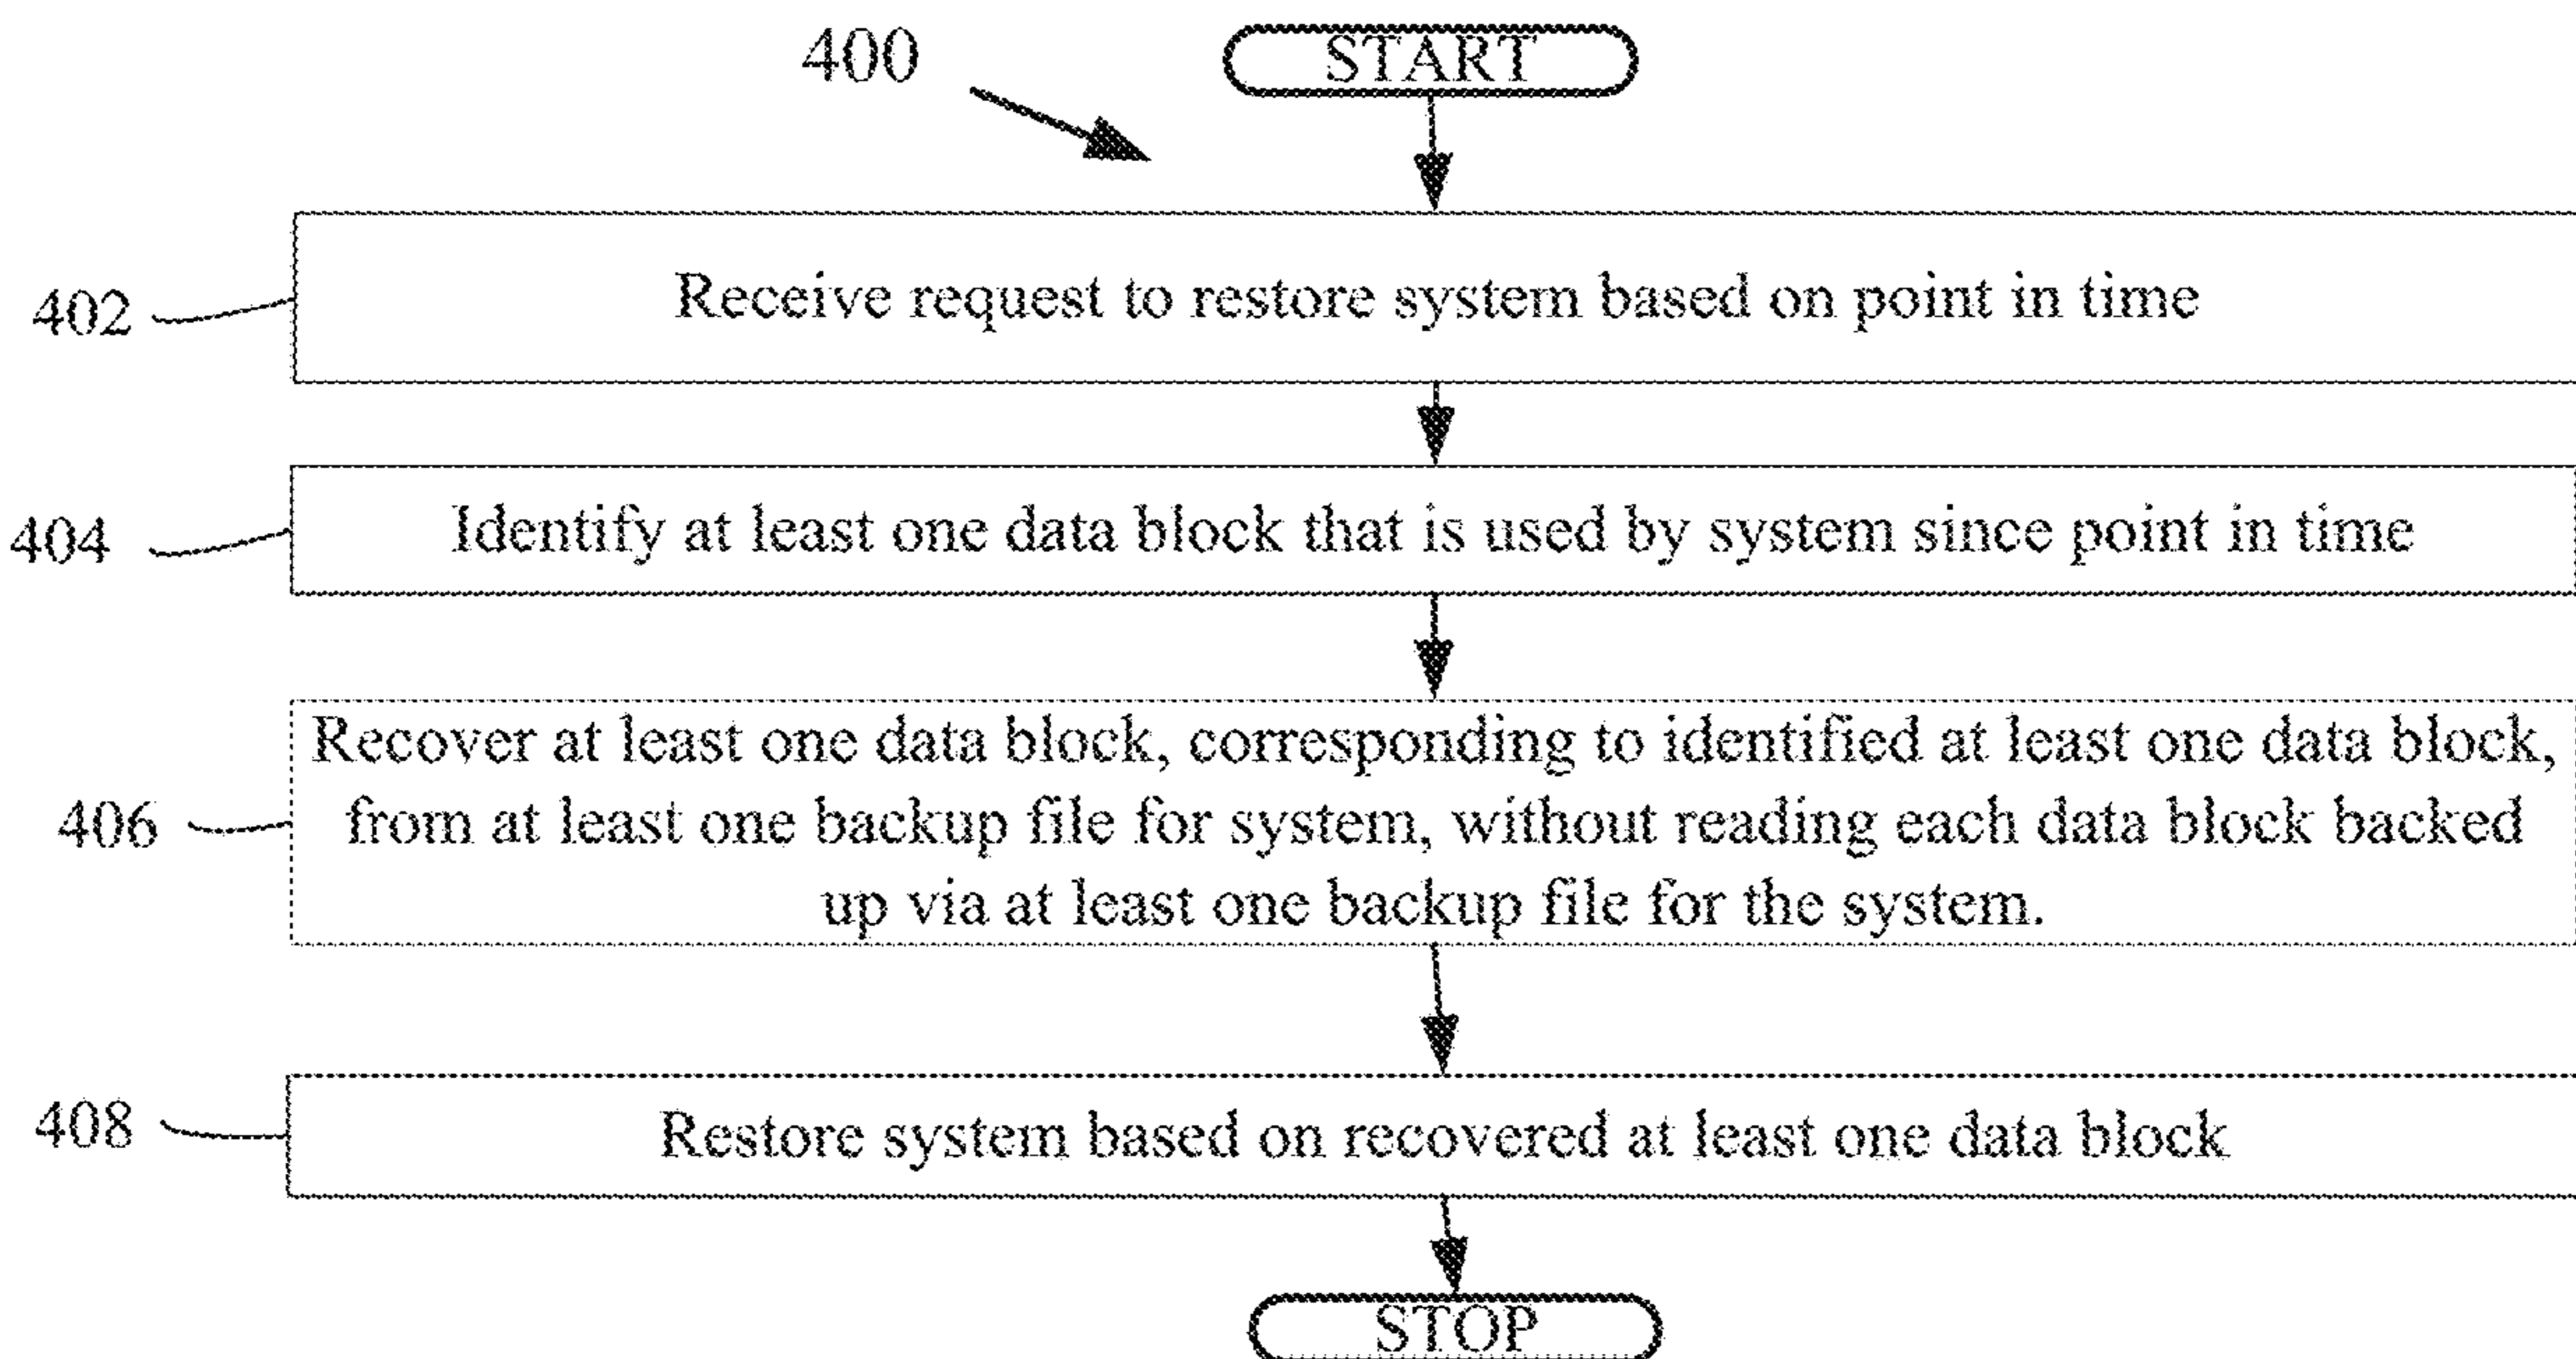 400
START
402
Receive request to restore system based on point in time
404
Identify at least one data block that is used by system since point in time
406
Recover at least one data block, corresponding to identified at least one data block,
from at least one backup file for system, without reading each data block backed
up via at least one backup file for the system.
408
Restore system based on recovered at least one data block
STOP